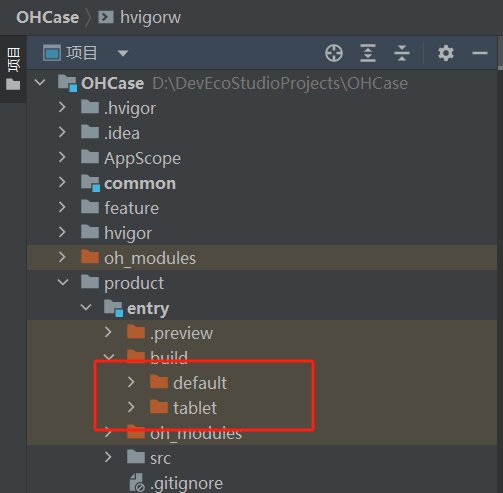 OHCase hvigorw
项目
项目
OHCase D:\DevEcoStudioProjects\OHCase
.hvigor
.idea
AppScope
common
feature
hvigor
oh_modules
product
entry
.preview
build
default
tablet
oh_modules
src
.gitignore